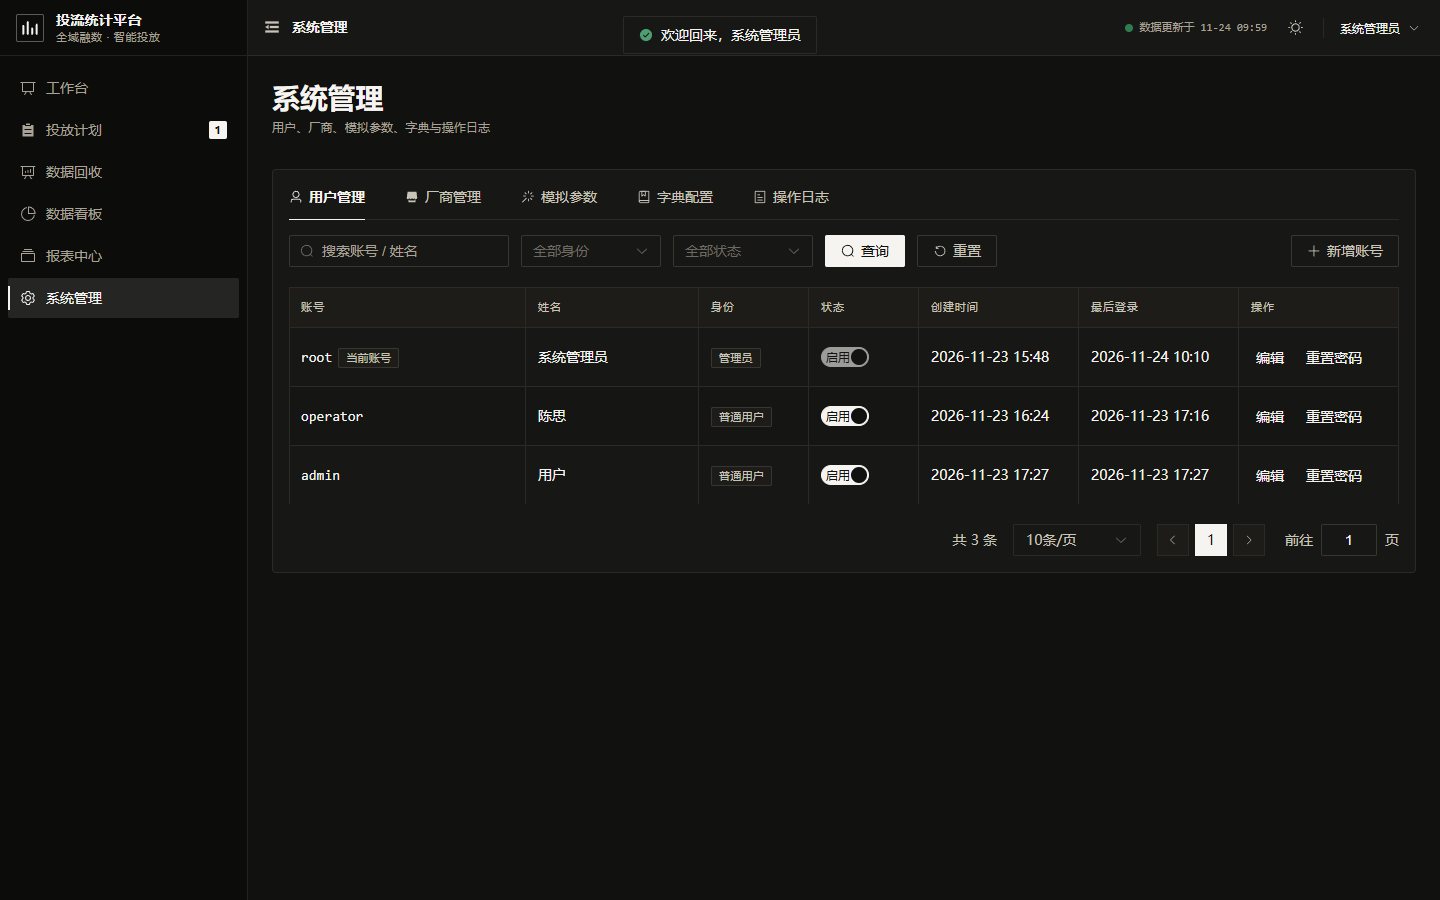 投流统计平台
全域融数 · 智能投放
系统管理
欢迎回来，系统管理员
数据更新于 11-24 09:59
系统管理员
工作台
投放计划 1
数据回收
数据看板
报表中心
系统管理
系统管理
用户、厂商、模拟参数、字典与操作日志
用户管理 厂商管理 模拟参数 字典配置 操作日志
搜索账号 / 姓名 全部身份 全部状态 查询 重置 新增账号
账号 姓名 身份 状态 创建时间 最后登录 操作
root 当前账号 系统管理员 管理员 启用 2026-11-23 15:48 2026-11-24 10:10 编辑 重置密码
operator 陈思 普通用户 启用 2026-11-23 16:24 2026-11-23 17:16 编辑 重置密码
admin 用户 普通用户 启用 2026-11-23 17:27 2026-11-23 17:27 编辑 重置密码
共 3 条 10条/页 1 前往 1 页